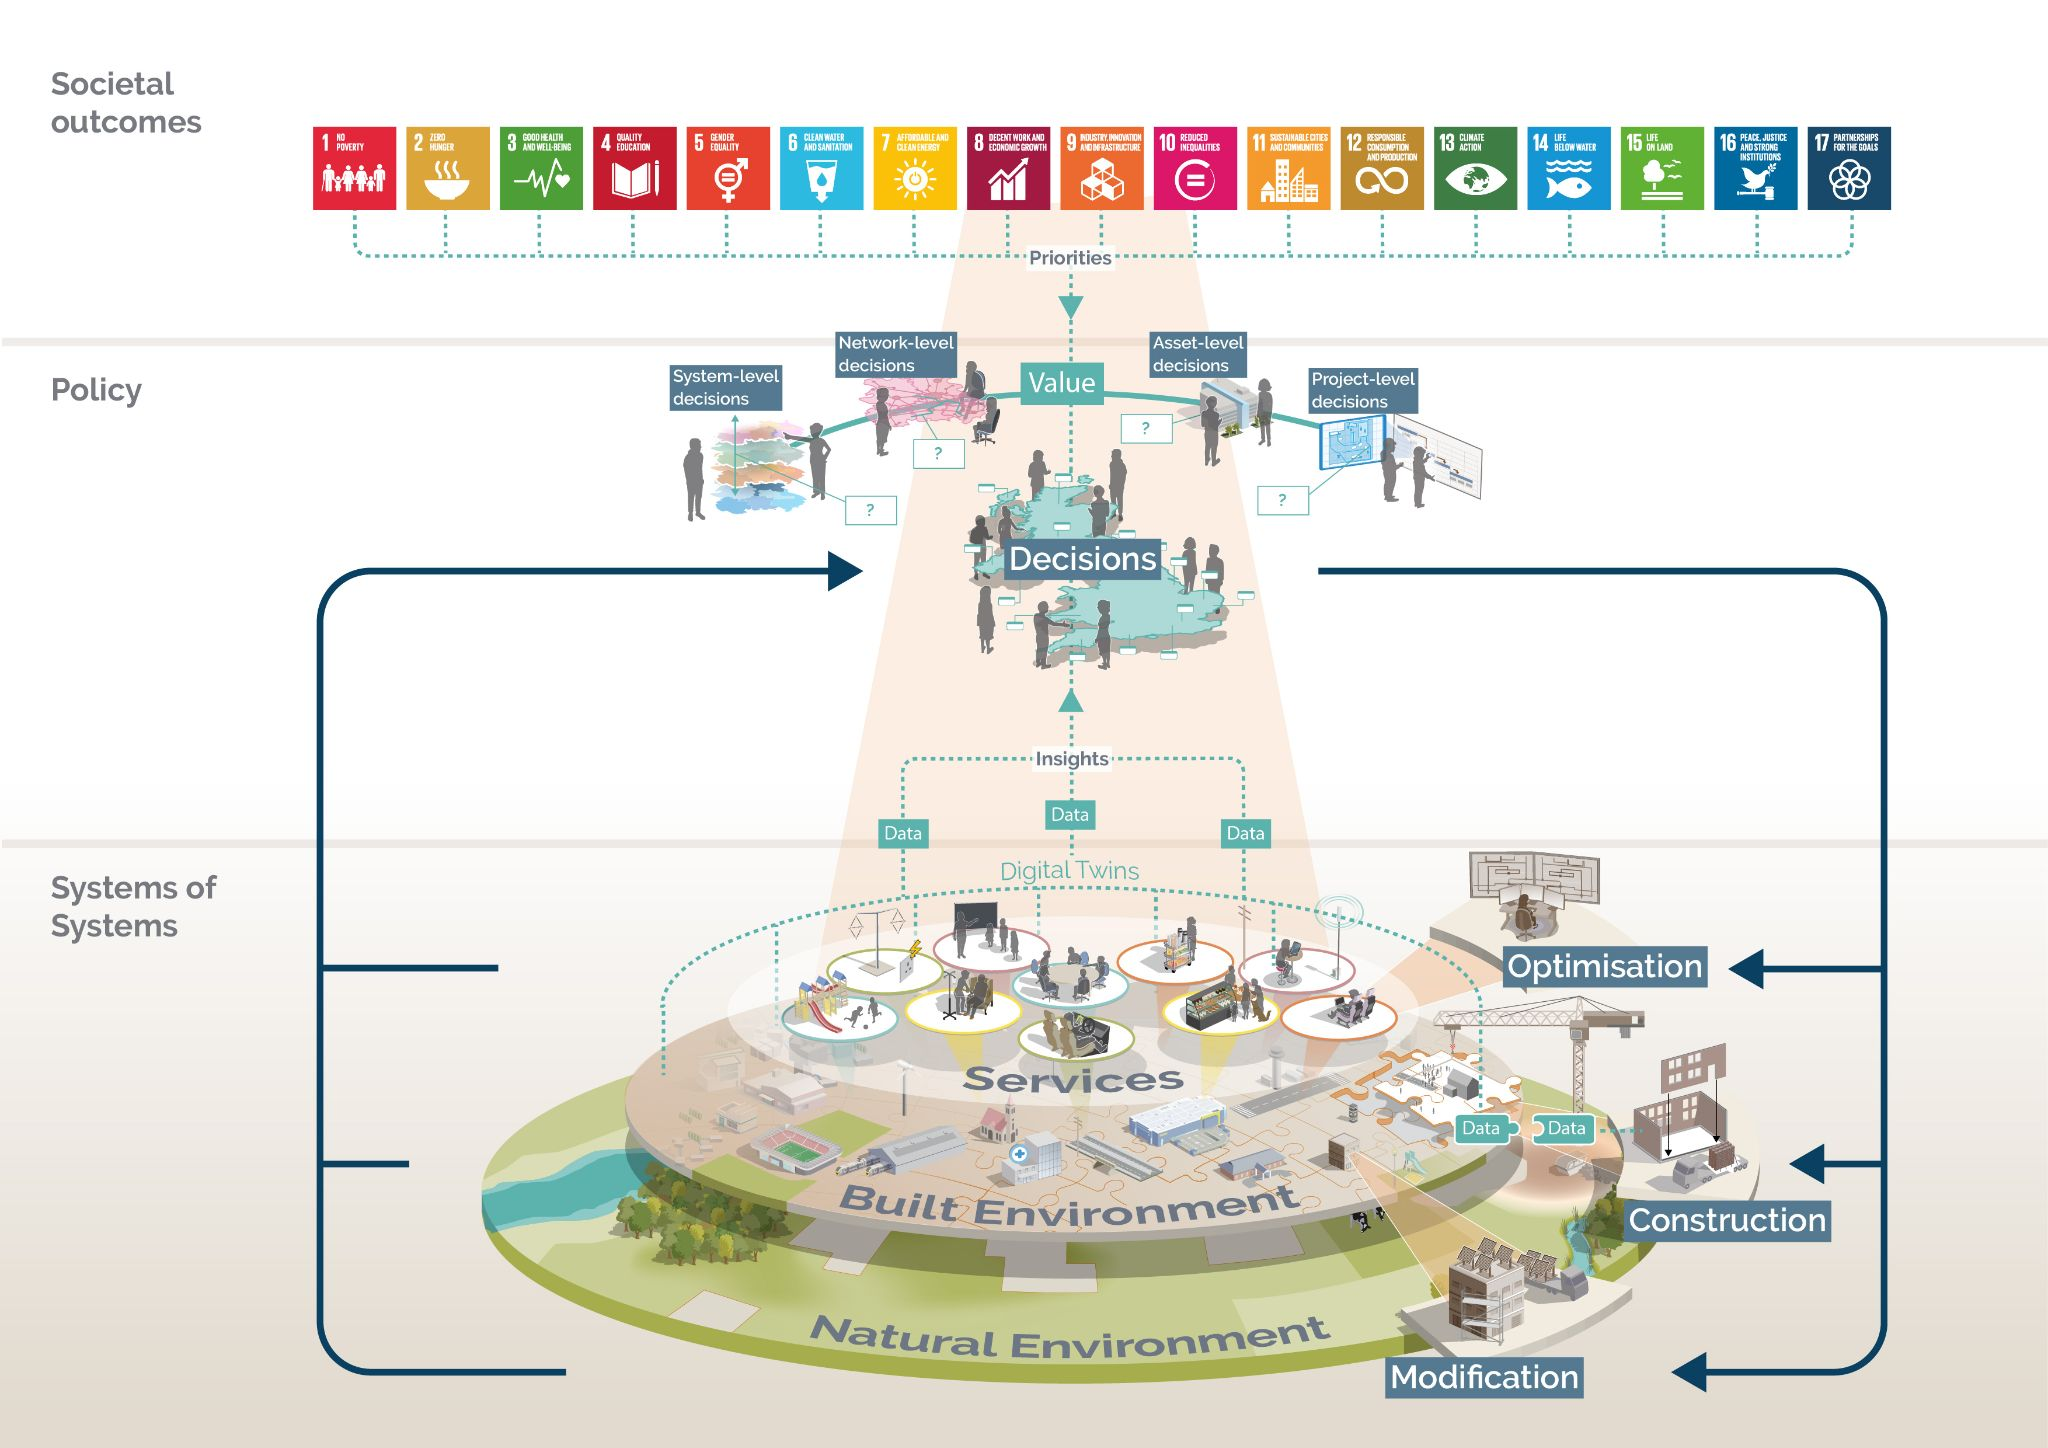 Societal
outcomes
1 NO
POVERTY
2 ZERO
HUNGER
3 GOOD HEALTH
AND WELL-BEING
4 QUALITY
EDUCATION
5 GENDER
EQUALITY
6 CLEAN WATER
AND SANITATION
7 AFFORDABLE AND
CLEAN ENERGY
8 DECENT WORK AND
ECONOMIC GROWTH
9 INDUSTRY, INNOVATION
AND INFRASTRUCTURE
10 REDUCED
INEQUALITIES
11 SUSTAINABLE CITIES
AND COMMUNITIES
12 RESPONSIBLE
CONSUMPTION
AND PRODUCTION
13 CLIMATE
ACTION
14 LIFE
BELOW WATER
15 LIFE
ON LAND
16 PEACE, JUSTICE
AND STRONG
INSTITUTIONS
17 PARTNERSHIPS
FOR THE GOALS
Priorities
Policy
System-level
decisions
Network-level
decisions
Value
Asset-level
decisions
Project-level
decisions
?
?
?
?
Decisions
Insights
Data
Data
Data
Systems of
Systems
Digital Twins
Optimisation
Services
Data
Data
Built Environment
Construction
Natural Environment
Modification